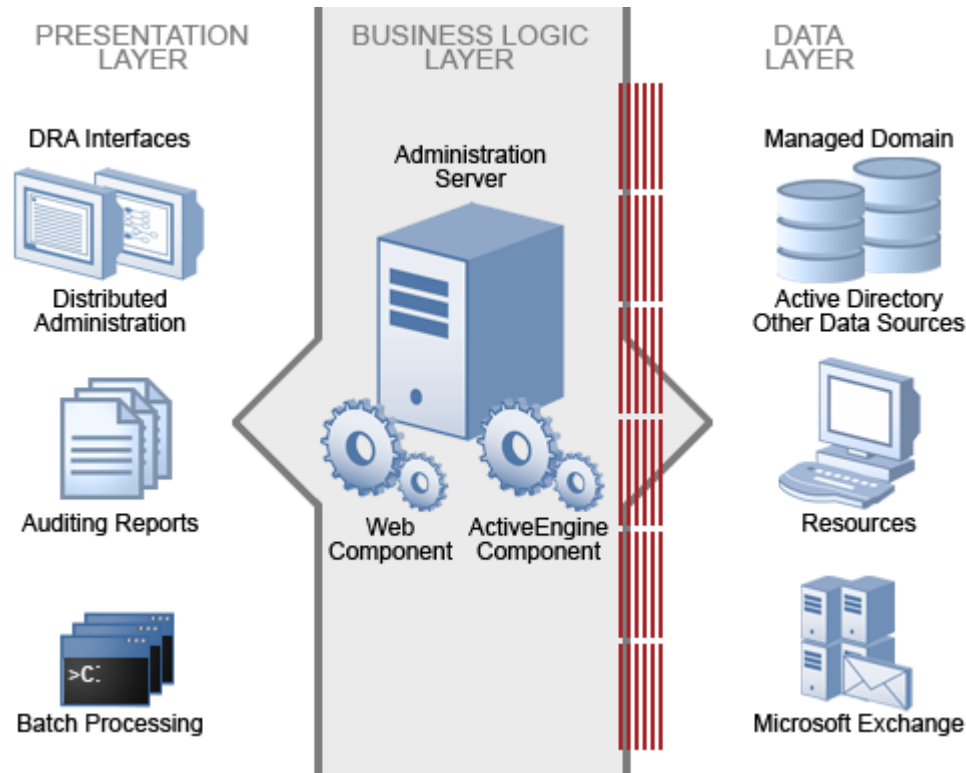 PRESENTATION
LAYER
BUSINESS LOGIC
LAYER
DATA
LAYER
DRA Interfaces
Distributed
Administration
Auditing Reports
>C:
Batch Processing
Administration
Server
Web
Component
ActiveEngine
Component
Managed Domain
Active Directory
Other Data Sources
Resources
Microsoft Exchange